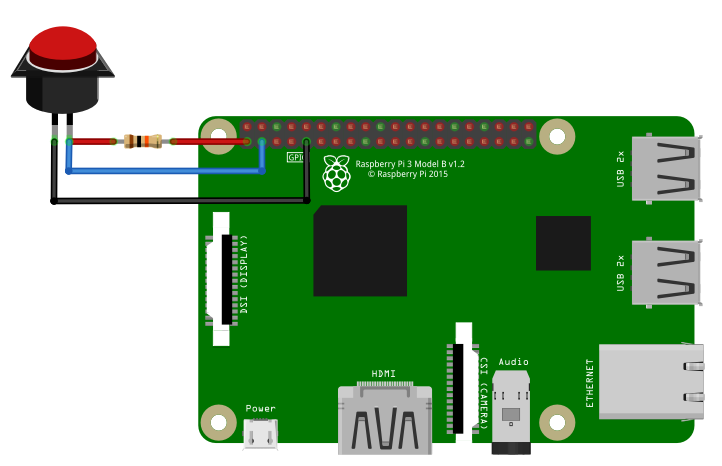 GPIO
Raspberry Pi 3 Model B v1.2
© Raspberry Pi 2015
USB 2x
USB 2x
DSI (DISPLAY)
HDMI
Audio
CSI (CAMERA)
ETHERNET
Power